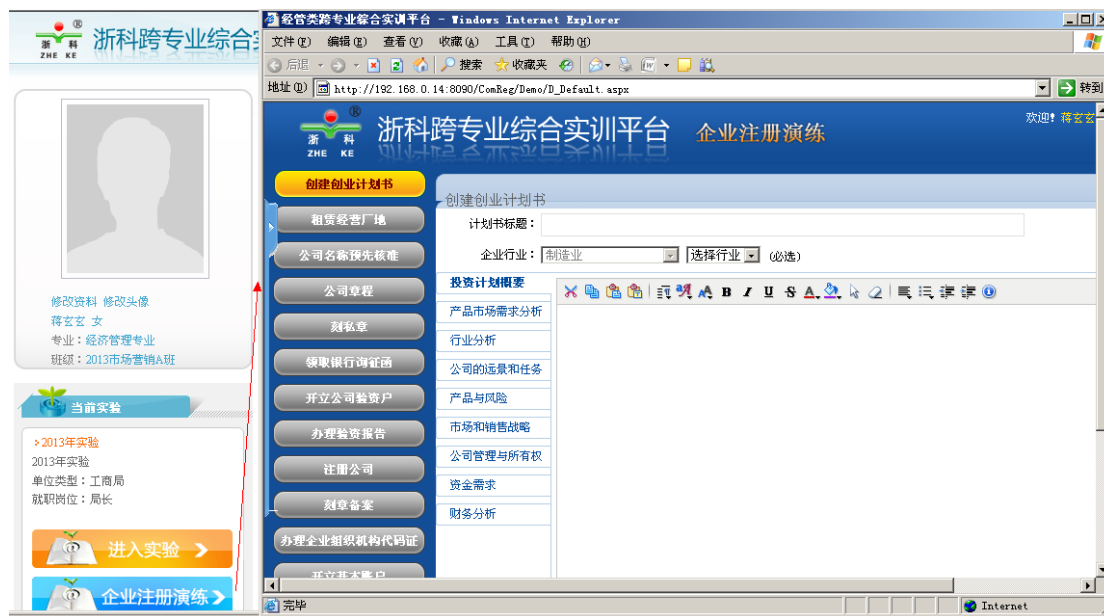 浙科
ZHE KE
®
浙科跨专业综合
修改资料 修改头像
蒋玄玄 女
专业：经济管理专业
班级：2013市场营销A班
当前实验
>2013年实验
2013年实验
单位类型：工商局
就职岗位：局长
进入实验
企业注册演练
经管类跨专业综合实训平台 - Windows Internet Explorer
文件(F) 编辑(E) 查看(V) 收藏(A) 工具(T) 帮助(H)
后退 搜索 收藏夹
地址(D) http://192.168.0.14:8090/ComReg/Demo/D_Default.aspx 转到
浙科
ZHE KE
®
浙科跨专业综合实训平台 企业注册演练
欢迎! 蒋玄玄
创建创业计划书
租赁经营厂地
公司名称预先核准
公司章程
刻私章
领取银行询征函
开立公司验资户
办理验资报告
注册公司
刻章备案
办理企业组织机构代码证
开立基本账户
创建创业计划书
计划书标题：
企业行业： 制造业 选择行业 (必选)
投资计划概要
产品市场需求分析
行业分析
公司的远景和任务
产品与风险
市场和销售战略
公司管理与所有权
资金需求
财务分析
B I U S A
完毕
Internet